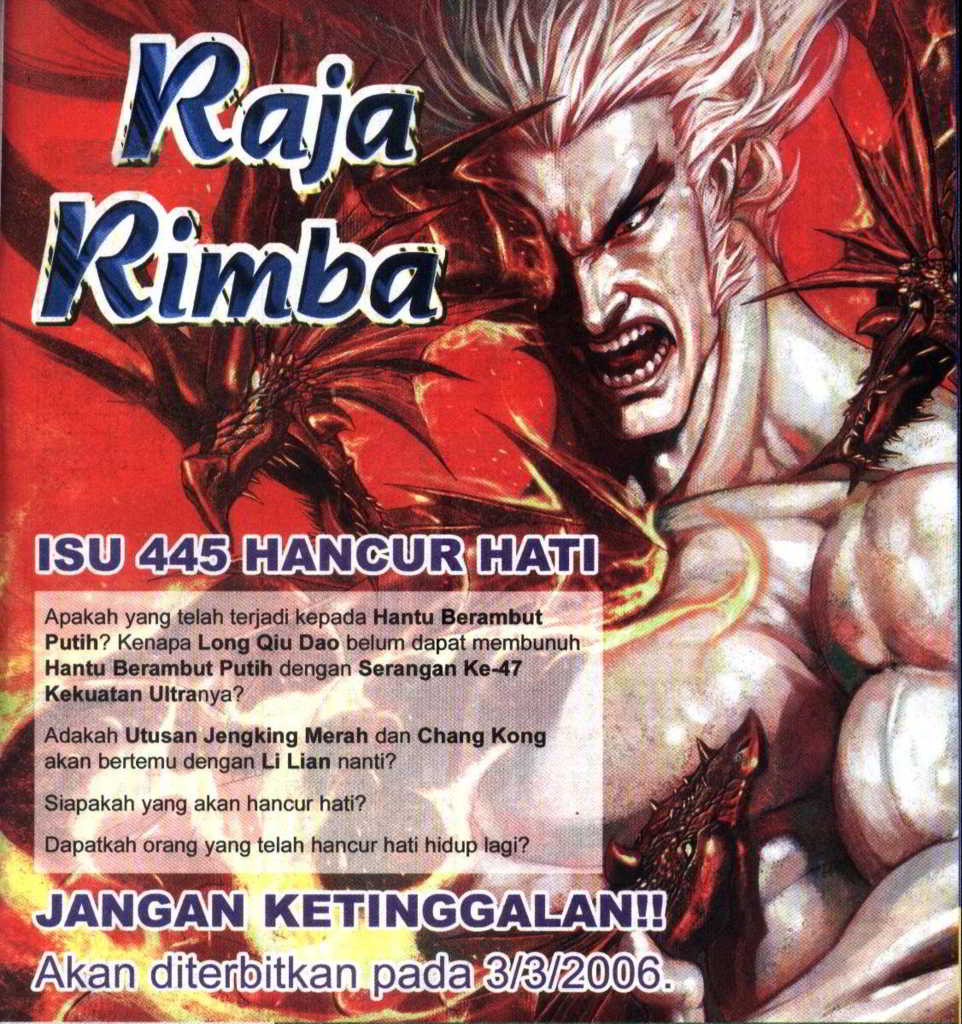 Raja
Rimba
ISU 445 HANCUR HATI
Apakah yang telah terjadi kepada Hantu Berambut
Putih? Kenapa Long Qiu Dao belum dapat membunuh
Hantu Berambut Putih dengan Serangan Ke-47
Kekuatan Ultranya?
Adakah Utusan Jengking Merah dan Chang Kong
akan bertemu dengan Li Lian nanti?
Siapakah yang akan hancur hati?
Dapatkah orang yang telah hancur hati hidup lagi?
JANGAN KETINGGALAN!!
Akan diterbitkan pada 3/3/2006.